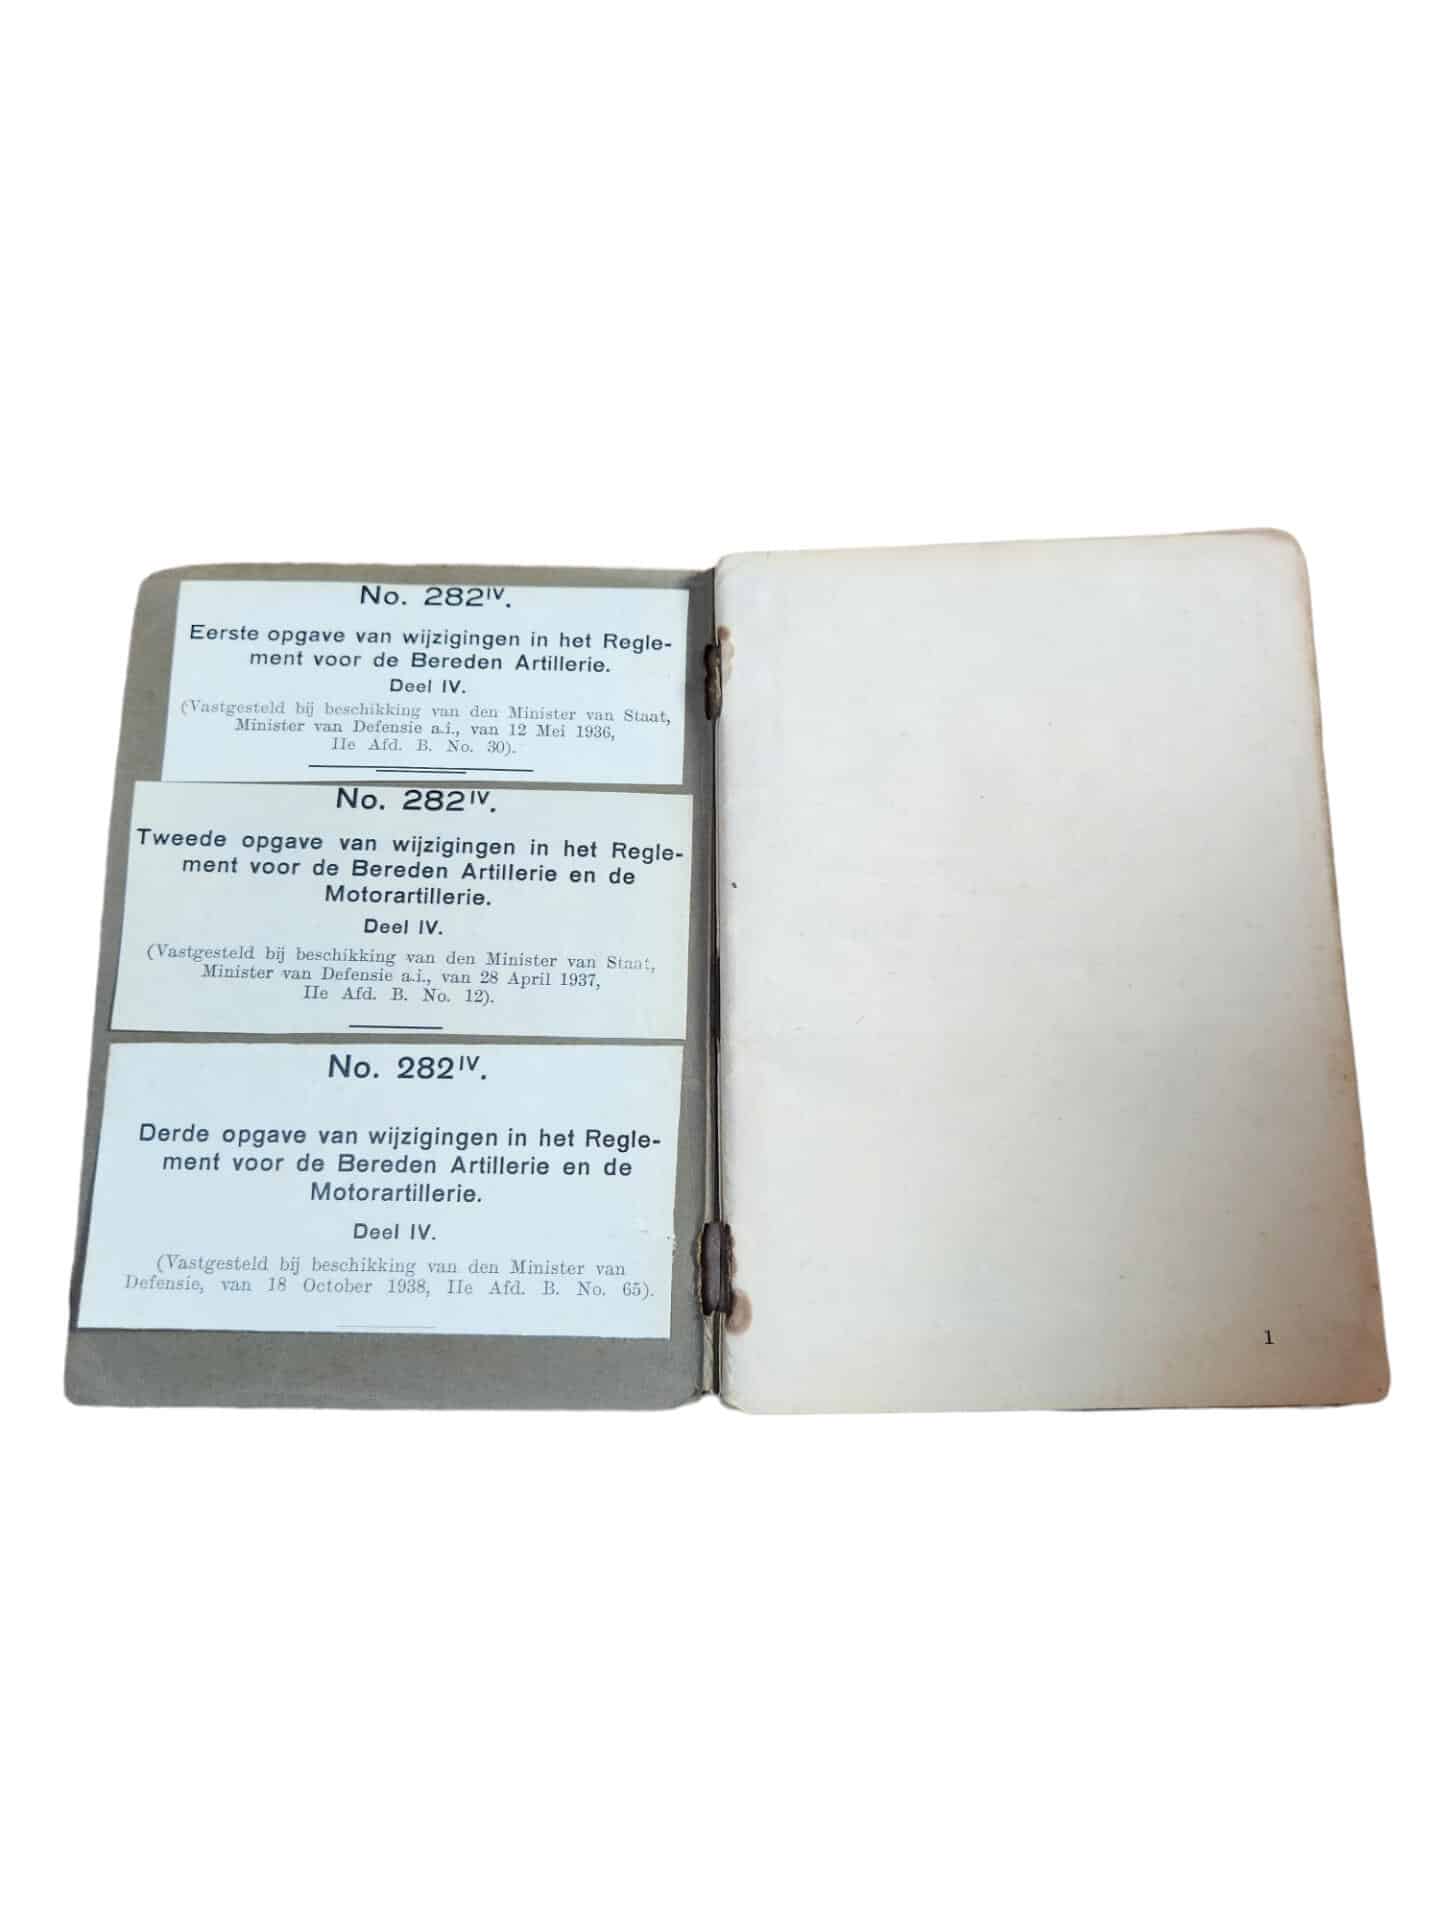 No. 282IV.
Eerste opgave van wijzigingen in het Regle-
ment voor de Bereden Artillerie.
Deel IV.
(Vastgesteld bij beschikking van den Minister van Staat,
Minister van Defensie a.i., van 12 Mei 1936,
IIe Afd. B. No. 30).
No. 282IV.
Tweede opgave van wijzigingen in het Regle-
ment voor de Bereden Artillerie en de
Motorartillerie.
Deel IV.
(Vastgesteld bij beschikking van den Minister van Staat,
Minister van Defensie a.i., van 28 April 1937,
IIe Afd. B. No. 12).
No. 282IV.
Derde opgave van wijzigingen in het Regle-
ment voor de Bereden Artillerie en de
Motorartillerie.
Deel IV.
(Vastgesteld bij beschikking van den Minister van
Defensie, van 18 October 1938, IIe Afd. B. No. 65).
1